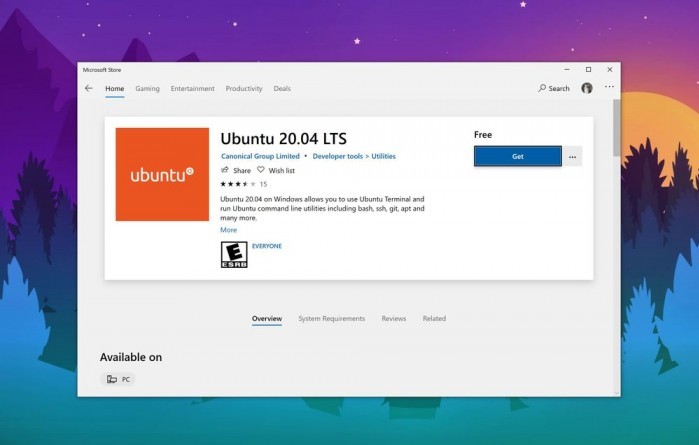 Microsoft Store
Home Gaming Entertainment Productivity Deals Search
ubuntu
Ubuntu 20.04 LTS
Canonical Group Limited • Developer tools > Utilities
Share Wish list
15
Ubuntu 20.04 on Windows allows you to use Ubuntu Terminal and
run Ubuntu command line utilities including bash, ssh, git, apt and
many more.
More
E
ESRB
EVERYONE
Free
Get
Overview System Requirements Reviews Related
Available on
PC